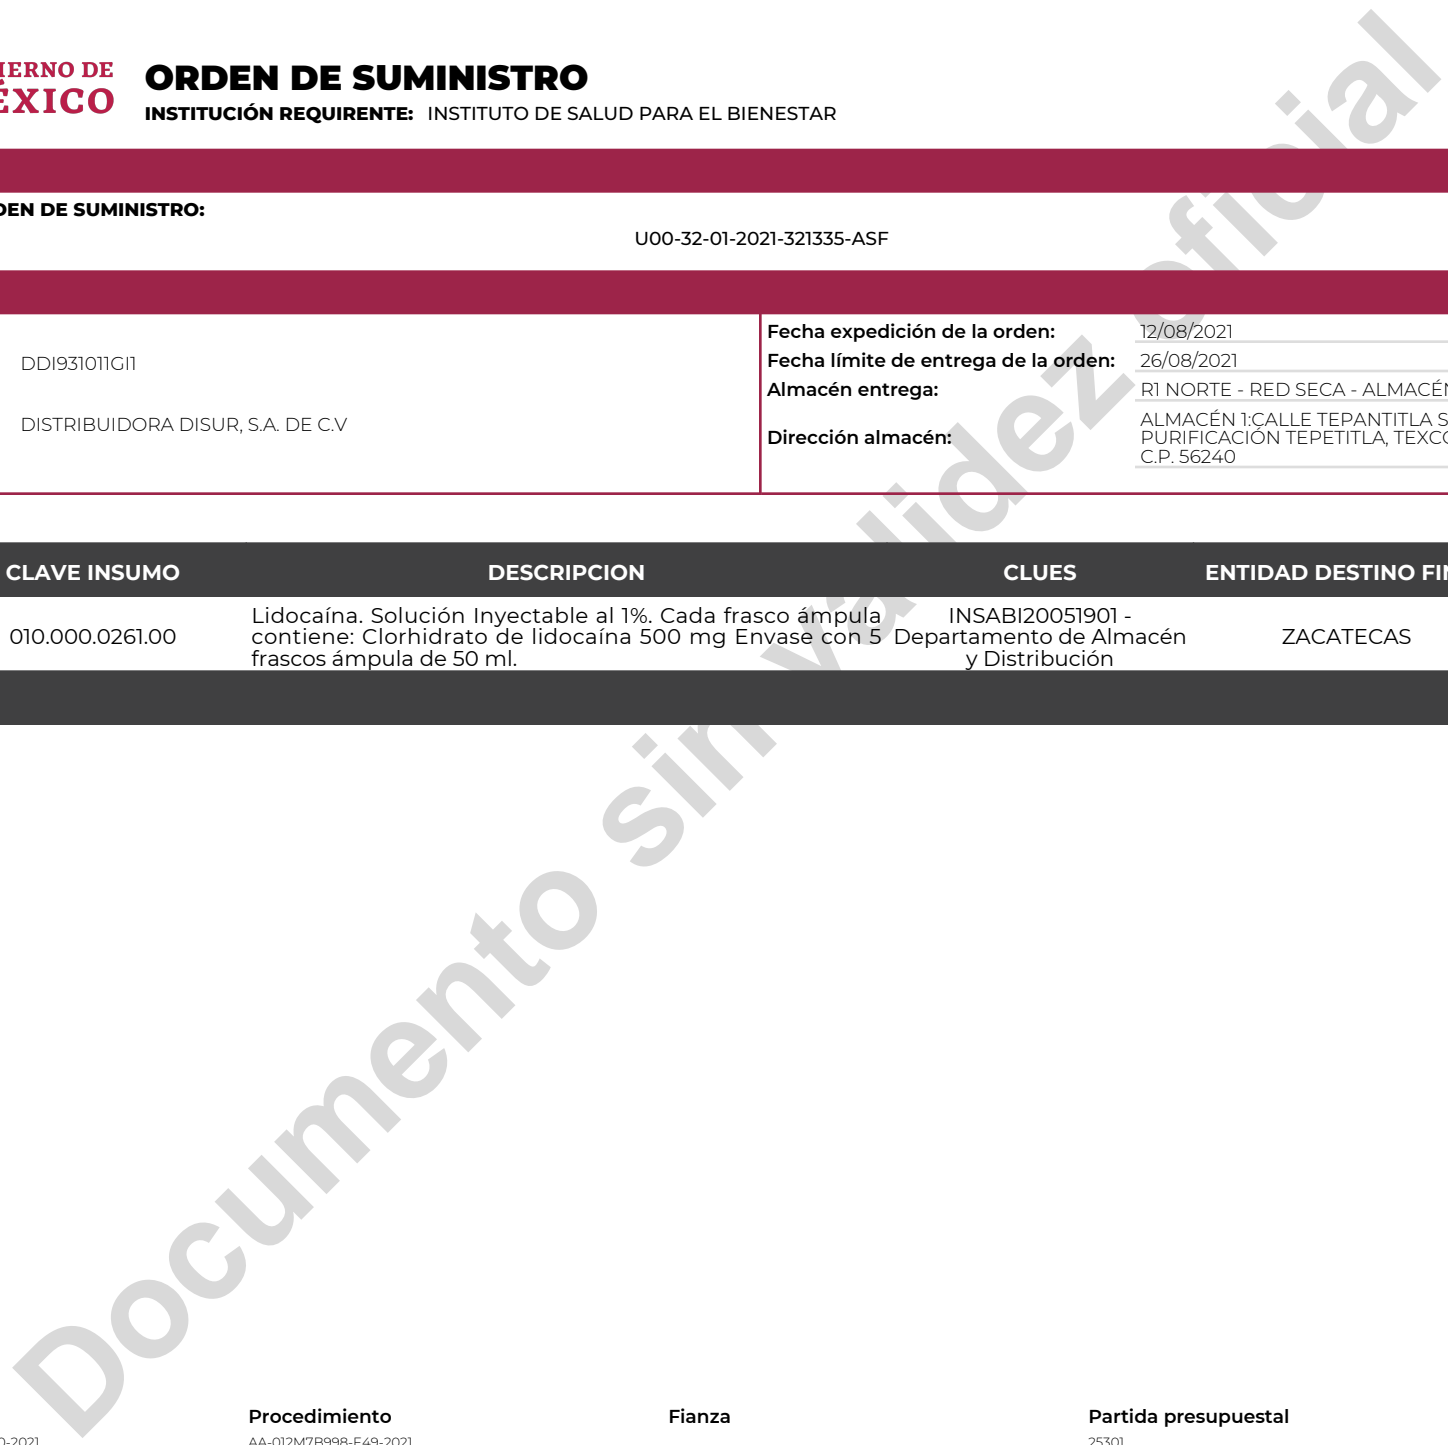 IERNO DE
ÉXICO
ORDEN DE SUMINISTRO
INSTITUCIÓN REQUIRENTE: INSTITUTO DE SALUD PARA EL BIENESTAR
DEN DE SUMINISTRO:
U00-32-01-2021-321335-ASF
DDI931011GI1
DISTRIBUIDORA DISUR, S.A. DE C.V
Fecha expedición de la orden: 12/08/2021
Fecha límite de entrega de la orden: 26/08/2021
Almacén entrega: R1 NORTE - RED SECA - ALMACÉN
Dirección almacén:
ALMACÉN 1:CALLE TEPANTITLA S
PURIFICACIÓN TEPETITLA, TEXCO
C.P. 56240
CLAVE INSUMO DESCRIPCION CLUES ENTIDAD DESTINO FIN
010.000.0261.00
Lidocaína. Solución Inyectable al 1%. Cada frasco ámpula
contiene: Clorhidrato de lidocaína 500 mg Envase con 5
frascos ámpula de 50 ml.
INSABI20051901 -
Departamento de Almacén
y Distribución
ZACATECAS
Documento sin validez oficial
Procedimiento Fianza Partida presupuestal
0-2021 AA-012M7B998-E49-2021 25301